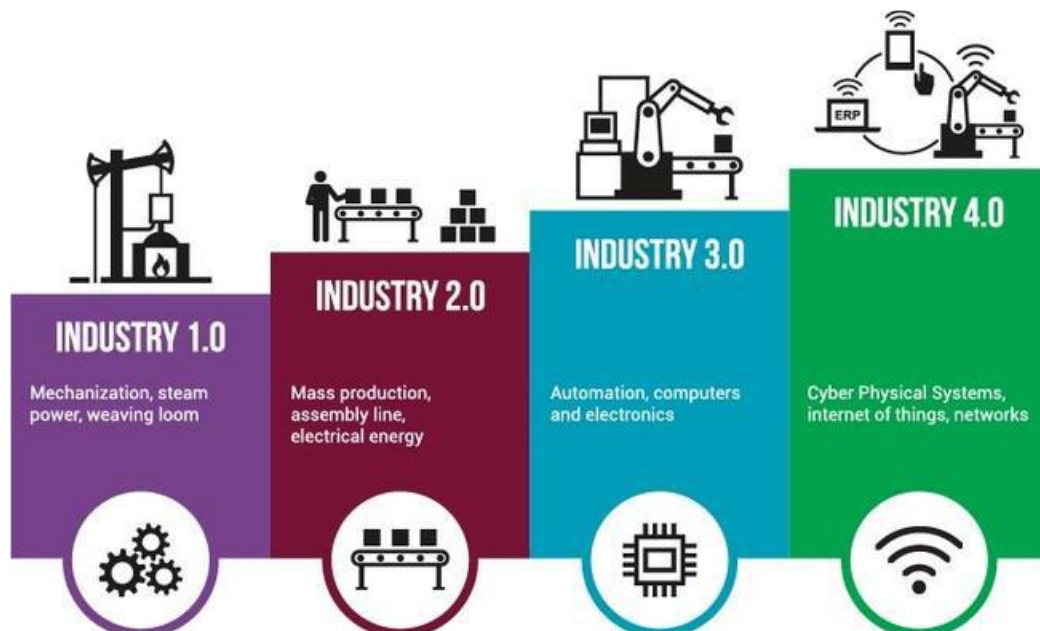 INDUSTRY 1.0
Mechanization, steam
power, weaving loom
INDUSTRY 2.0
Mass production,
assembly line,
electrical energy
INDUSTRY 3.0
Automation, computers
and electronics
ERP
INDUSTRY 4.0
Cyber Physical Systems,
internet of things, networks